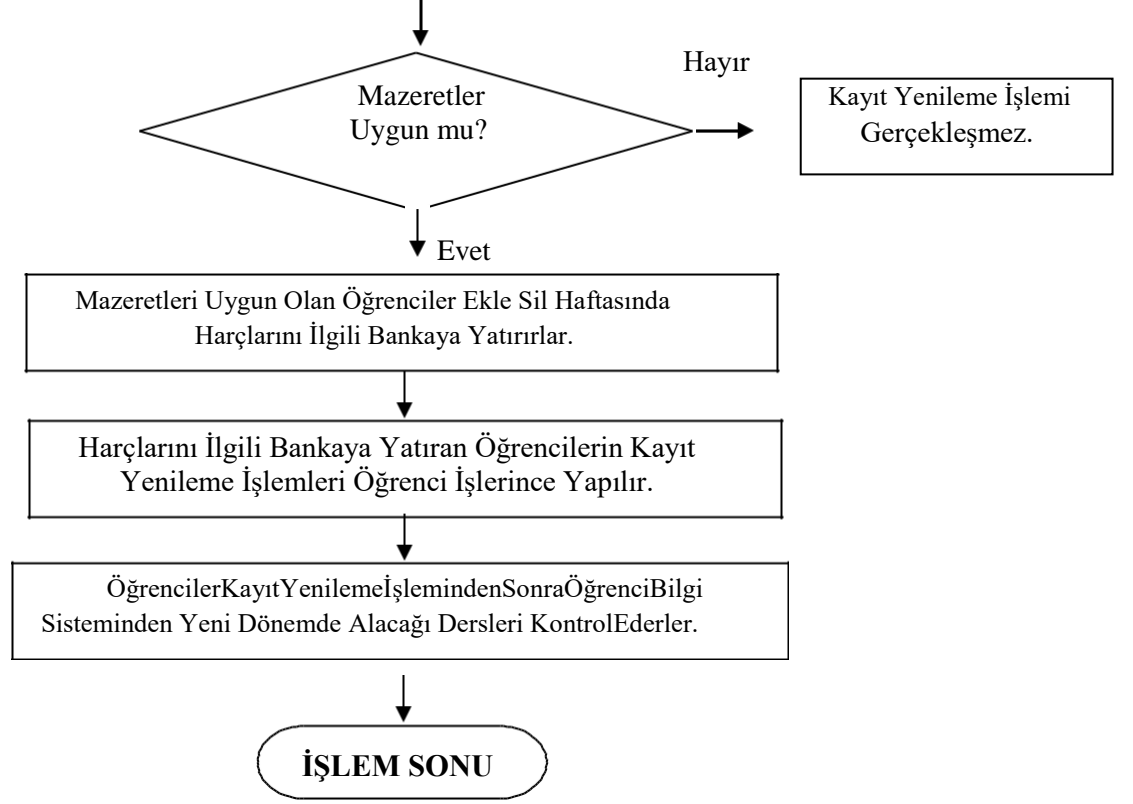 Hayır
Mazeretler
Uygun mu?
Kayıt Yenileme İşlemi
Gerçekleşmez.
Evet
Mazeretleri Uygun Olan Öğrenciler Ekle Sil Haftasında
Harçlarını İlgili Bankaya Yatırırlar.
Harçlarını İlgili Bankaya Yatıran Öğrencilerin Kayıt
Yenileme İşlemleri Öğrenci İşlerince Yapılır.
ÖğrencilerKayıtYenilemeİşlemindenSonraÖğrenciBilgi
Sisteminden Yeni Dönemde Alacağı Dersleri KontrolEderler.
İŞLEM SONU